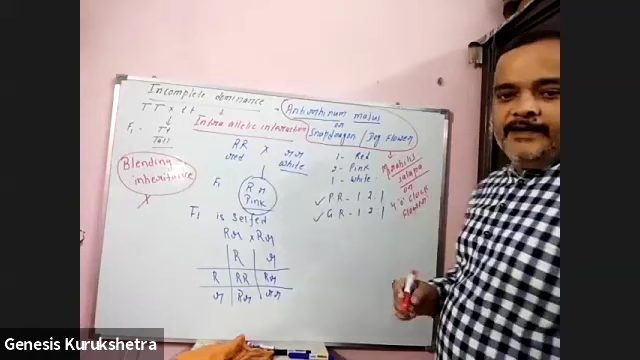 Incomplete dominance
TT x tt
F1 - Tt
Tall
Intra allelic interaction
Antirrhinum majus
or
Snapdragon / Dog Flower
Blending
inheritance
RR x rr
red white
F1
Rr
Pink
F1 is selfed
Rr x Rr
R r
R RR Rr
r Rr rr
1 - Red
2 - Pink
1 - white
PR - 1 2 1
GR - 1 2 1
Mirabilis
jalapa
or
4 'o' clock
flower
Genesis Kurukshetra